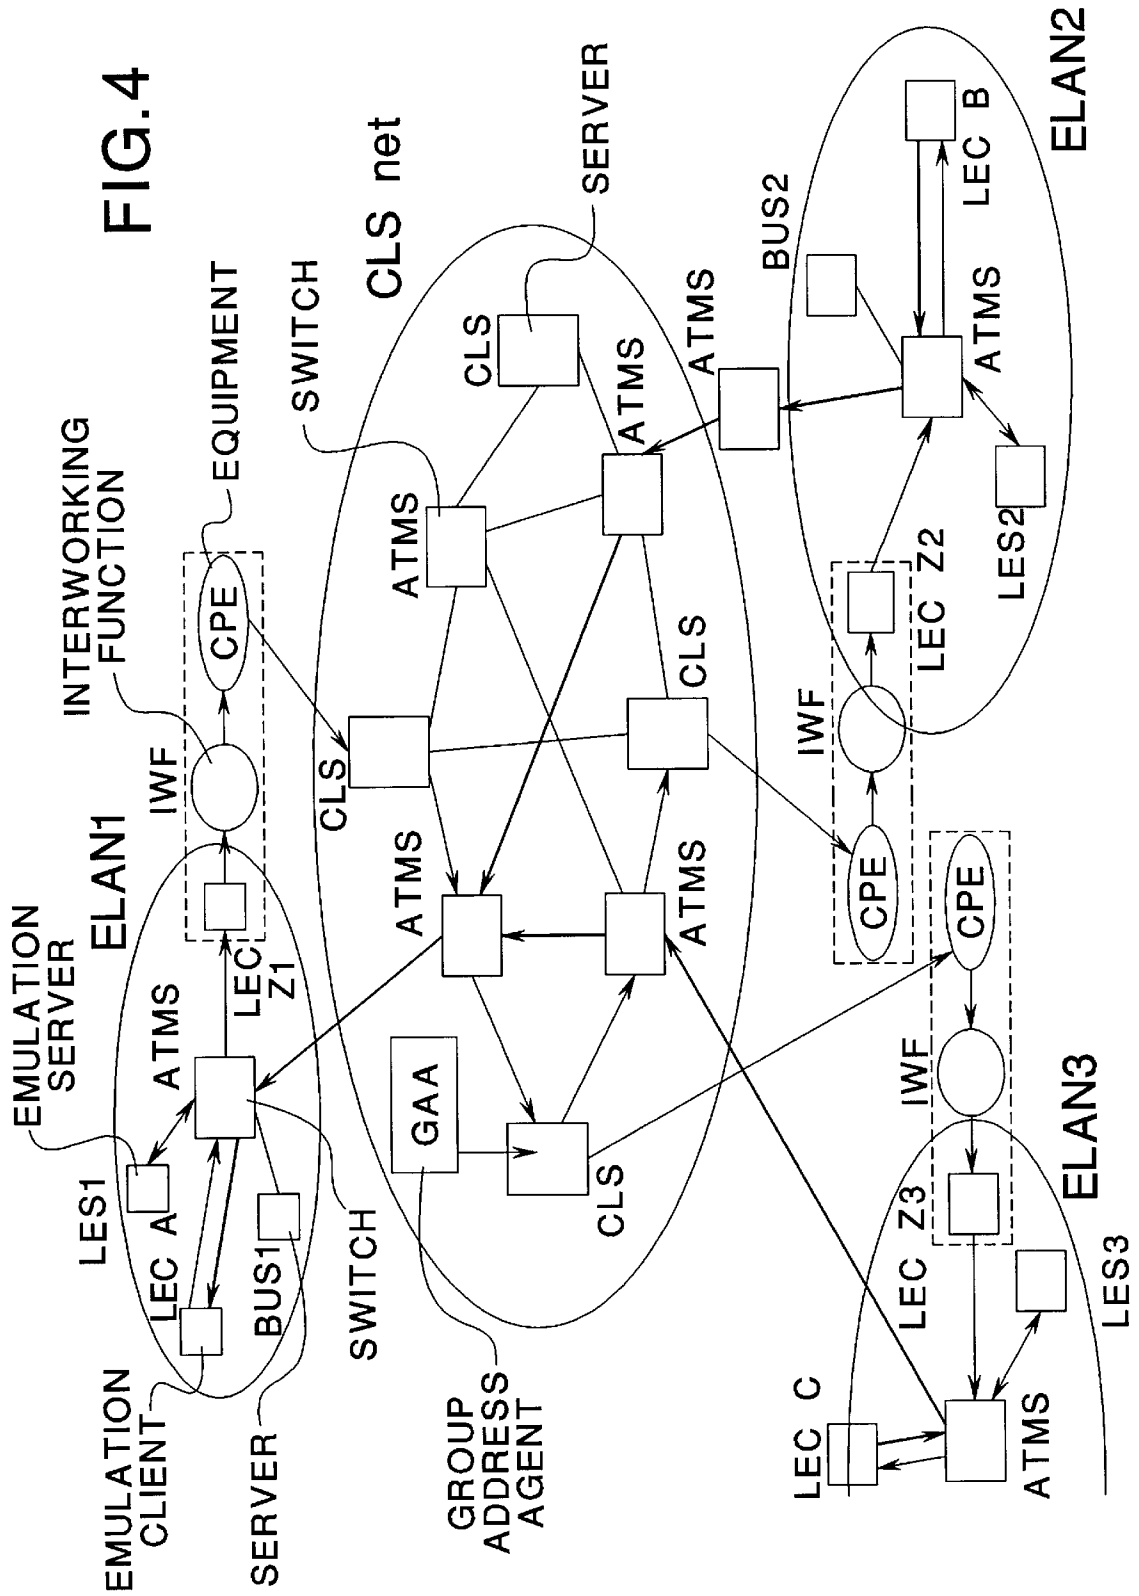 FIG.4
EMULATION
SERVER
ELAN1
INTERWORKING
FUNCTION
EQUIPMENT
LES1
ATMS
IWF
CPE
LEC A
LEC
Z1
EMULATION
CLIENT
BUS1
SERVER
SWITCH
SWITCH
CLS net
CLS
ATMS
CLS
SERVER
ATMS
GAA
ATMS
GROUP
ADDRESS
AGENT
CLS
ATMS
CLS
ATMS
BUS2
IWF
CPE
LEC Z2
ATMS
LEC B
LES2
ELAN2
LEC C
LEC Z3
IWF
CPE
ATMS
LES3
ELAN3